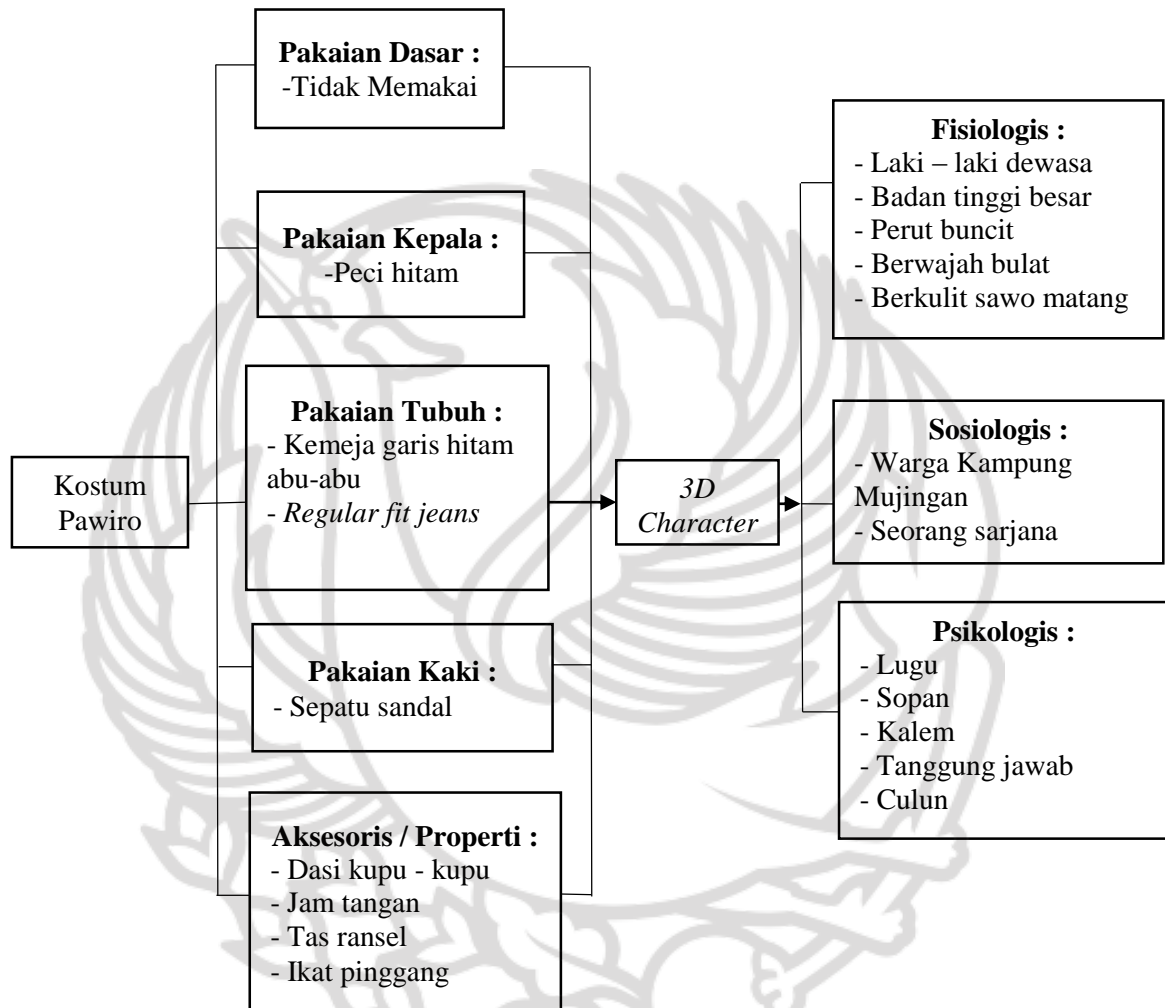 Kostum
Pawiro
Pakaian Dasar :
-Tidak Memakai
Pakaian Kepala :
-Peci hitam
Pakaian Tubuh :
- Kemeja garis hitam
abu-abu
- Regular fit jeans
Pakaian Kaki :
- Sepatu sandal
Aksesoris / Properti :
- Dasi kupu - kupu
- Jam tangan
- Tas ransel
- Ikat pinggang
3D
Character
Fisiologis :
- Laki – laki dewasa
- Badan tinggi besar
- Perut buncit
- Berwajah bulat
- Berkulit sawo matang
Sosiologis :
- Warga Kampung
Mujingan
- Seorang sarjana
Psikologis :
- Lugu
- Sopan
- Kalem
- Tanggung jawab
- Culun